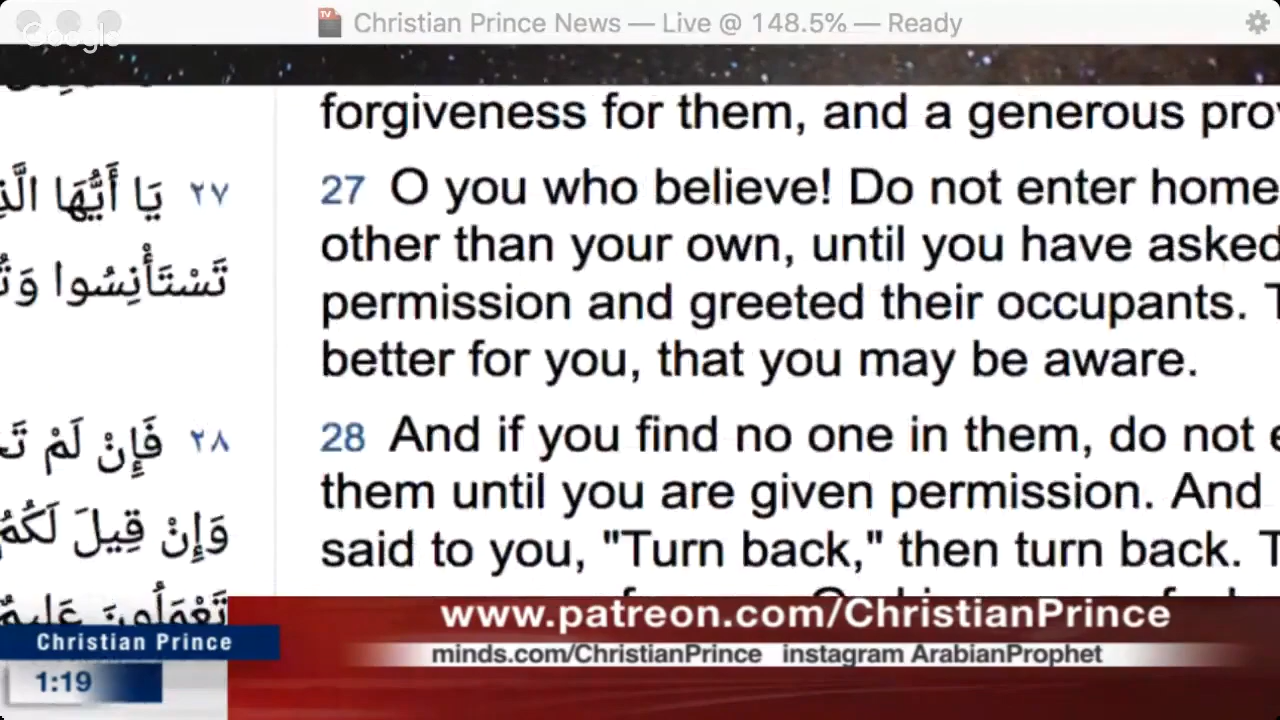 Christian Prince News — Live @ 148.5% — Ready
Google
forgiveness for them, and a generous
٢٧ يَا أَيُّهَا
تَسْتَأْنِسُوا
27 O you who believe! Do not enter home
other than your own, until you have asked
permission and greeted their occupants.
better for you, that you may be aware.
٢٨ فَإِنْ لَمْ
وَإِنْ قِيلَ لَكُمُ
تَعْمَلُونَ عَلِيمٌ
28 And if you find no one in them, do not
them until you are given permission. And
said to you, "Turn back," then turn back.
www.patreon.com/ChristianPrince
Christian Prince
minds.com/ChristianPrince instagram ArabianProphet
1:19